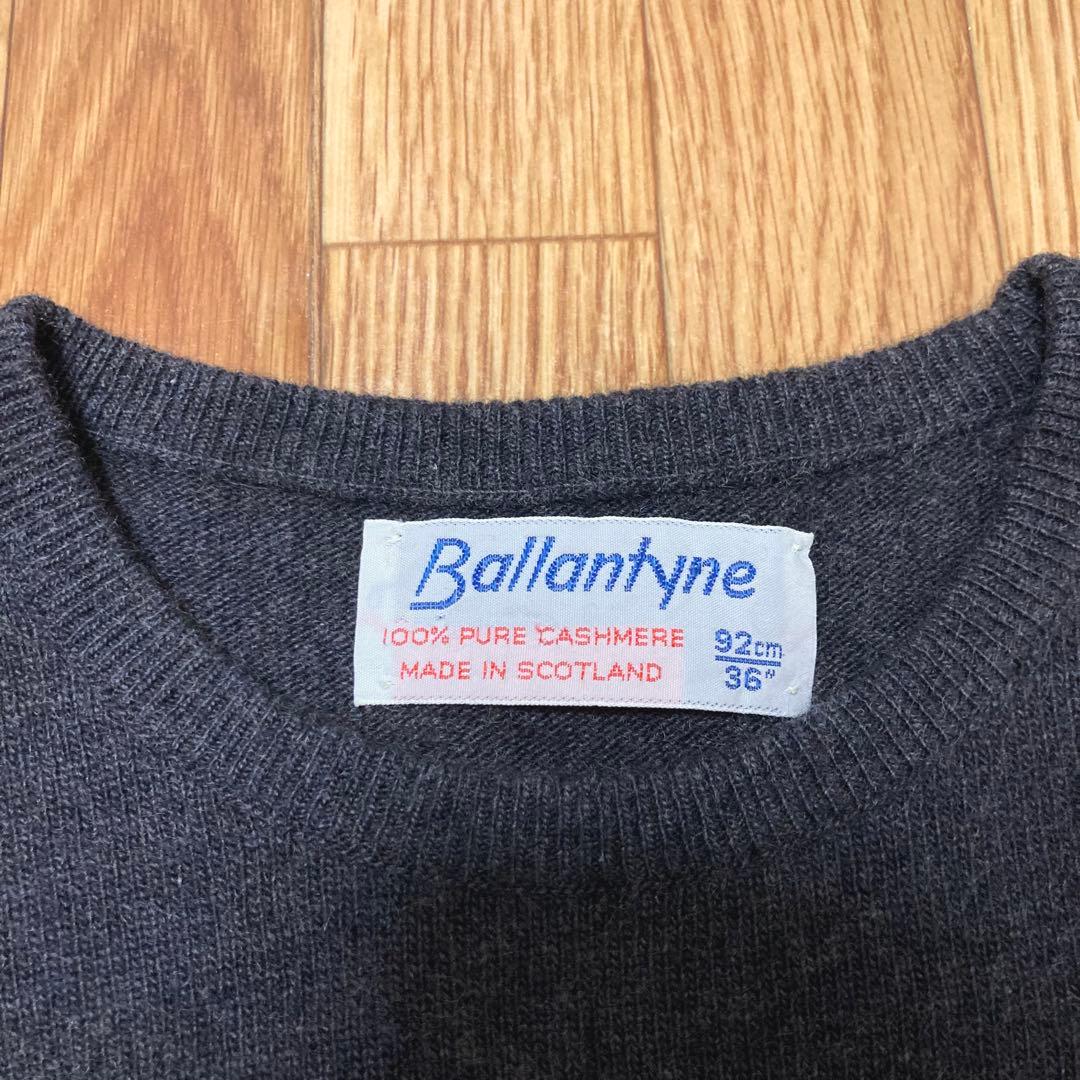 Ballantyne
100% PURE CASHMERE
MADE IN SCOTLAND
92cm
36"